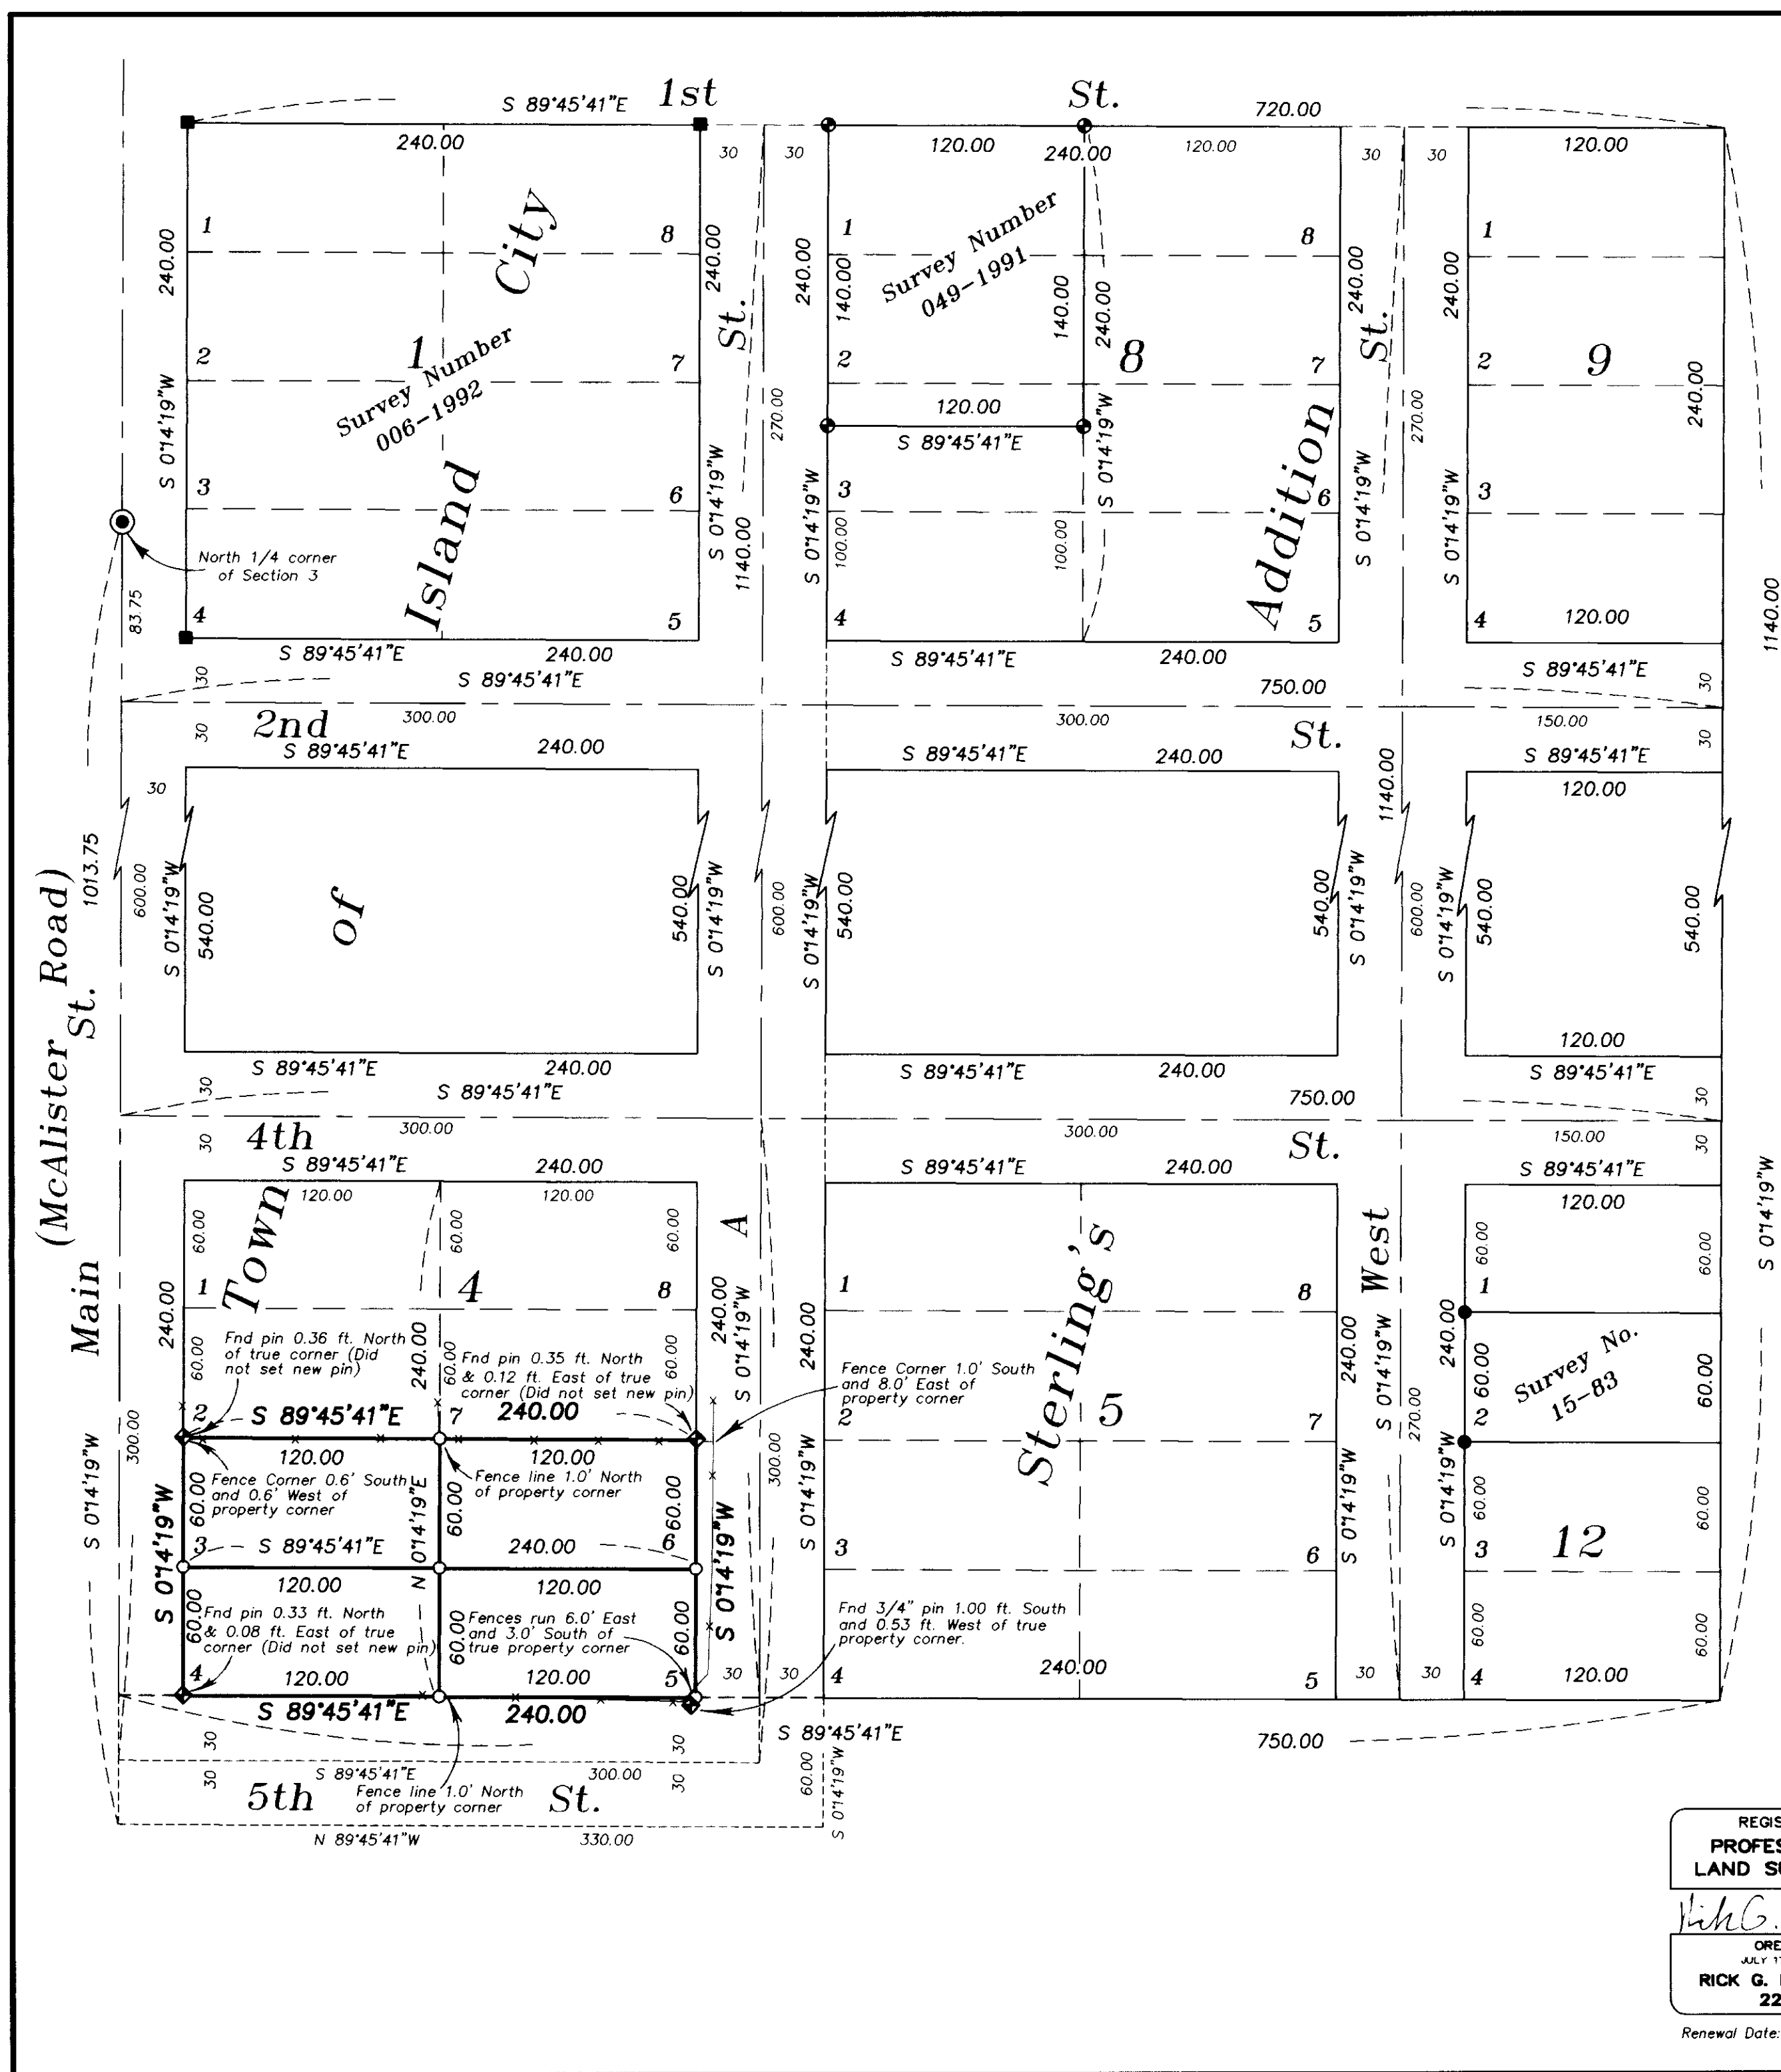 S 89°45'41"E
1st
St.
720.00
240.00
30
30
120.00
240.00
120.00
30
30
120.00
1
8
1
8
1
240.00
240.00
240.00
140.00
140.00
240.00
240.00
240.00
City
Survey Number
049-1991
St.
St.
2
1
7
2
8
7
2
9
Survey Number
006-1992
S 0°14'19"W
270.00
120.00
S 89°45'41"E
S 0°14'19"W
270.00
240.00
3
6
3
6
3
S 0°14'19"W
1140.00
S 0°14'19"W
100.00
100.00
S 0°14'19"W
S 0°14'19"W
North 1/4 corner
of Section 3
Island
Addition
83.75
4
5
4
5
4
120.00
1140.00
S 89°45'41"E
240.00
S 89°45'41"E
240.00
S 89°45'41"E
30
S 89°45'41"E
750.00
30
2nd
300.00
300.00
St.
150.00
30
30
S 89°45'41"E
240.00
S 89°45'41"E
240.00
S 89°45'41"E
30
120.00
1140.00
1013.75
600.00
S 0°14'19"W
540.00
of
540.00
S 0°14'19"W
600.00
S 0°14'19"W
540.00
540.00
S 0°14'19"W
600.00
S 0°14'19"W
540.00
540.00
Main St.
(McAlister Road)
120.00
S 89°45'41"E
240.00
S 89°45'41"E
240.00
S 89°45'41"E
30
S 89°45'41"E
750.00
30
4th
300.00
300.00
St.
150.00
30
30
S 89°45'41"E
240.00
S 89°45'41"E
240.00
S 89°45'41"E
120.00
120.00
120.00
60.00
60.00
60.00
A
60.00
60.00
S 0°14'19"W
Town
Sterling's
West
1
4
8
1
8
1
240.00
240.00
S 0°14'19"W
240.00
240.00
S 0°14'19"W
240.00
Fnd pin 0.36 ft. North
of true corner (Did
not set new pin)
60.00
240.00
60.00
Fnd pin 0.35 ft. North
& 0.12 ft. East of true
corner (Did not set new pin)
60.00
Fence Corner 1.0' South
and 8.0' East of
property corner
60.00
Survey No.
15-83
60.00
2
S 89°45'41"E
7
240.00
2
5
7
2
300.00
S 0°14'19"W
120.00
120.00
300.00
270.00
Fence Corner 0.6' South
and 0.6' West of
property corner
Fence line 1.0' North
of property corner
60.00
S 0°14'19"W
N 0°14'19"E
60.00
60.00
S 0°14'19"W
S 0°14'19"W
S 0°14'19"W
S 0°14'19"W
60.00
60.00
3
S 89°45'41"E
240.00
6
3
6
3
12
120.00
120.00
60.00
Fnd pin 0.33 ft. North
& 0.08 ft. East of true
corner (Did not set new pin)
60.00
Fences run 6.0' East
and 3.0' South of
true property corner
60.00
Fnd 3/4" pin 1.00 ft. South
and 0.53 ft. West of true
property corner.
60.00
60.00
4
120.00
120.00
5
30
30
4
240.00
5
30
30
4
120.00
S 89°45'41"E
240.00
S 89°45'41"E
750.00
30
30
S 89°45'41"E
300.00
60.00
S 0°14'19"W
30
5th
Fence line 1.0' North
of property corner
St.
30
N 89°45'41"W
330.00
REGIS
PROFES
LAND S
ORE
JULY 1
RICK G.
22
Renewal Date: